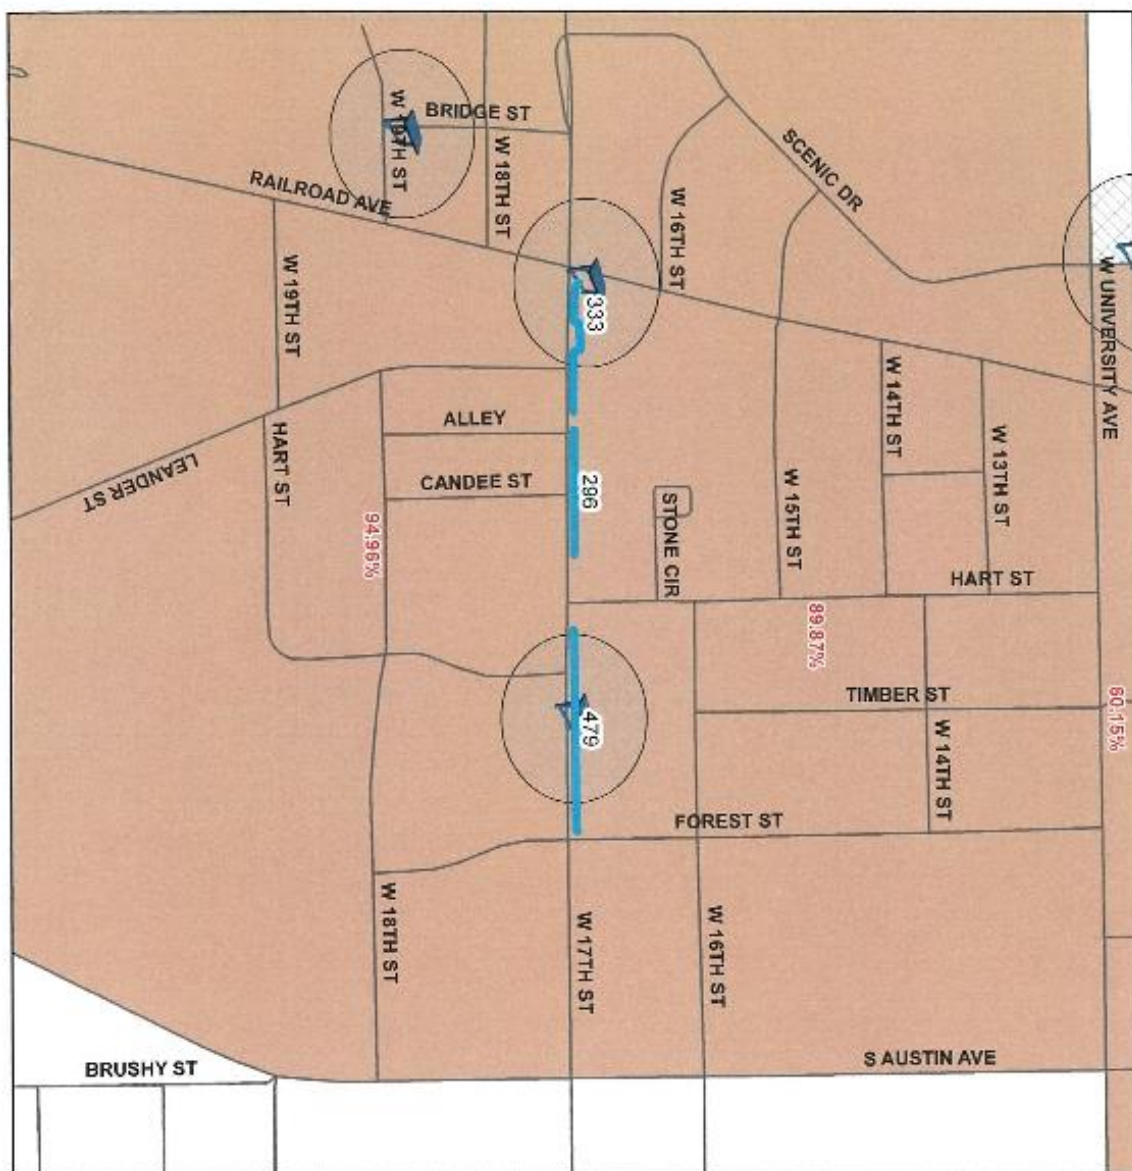 BRIDGE ST
W 19TH ST
W 18TH ST
SCENIC DR
RAILROAD AVE
W 16TH ST
W UNIVERSITY AVE
W 19TH ST
333
W 14TH ST
ALLEY
W 13TH ST
HART ST
LEANDER ST
CANDEE ST
296
STONE CIR
W 15TH ST
94.96%
HART ST
89.87%
TIMBER ST
60.15%
479
W 14TH ST
FOREST ST
W 18TH ST
W 17TH ST
W 16TH ST
S AUSTIN AVE
BRUSHY ST